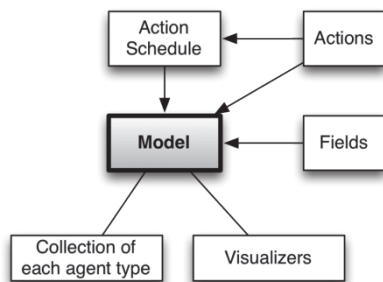 Action
Schedule
Actions
Model
Fields
Collection of
each agent type
Visualizers